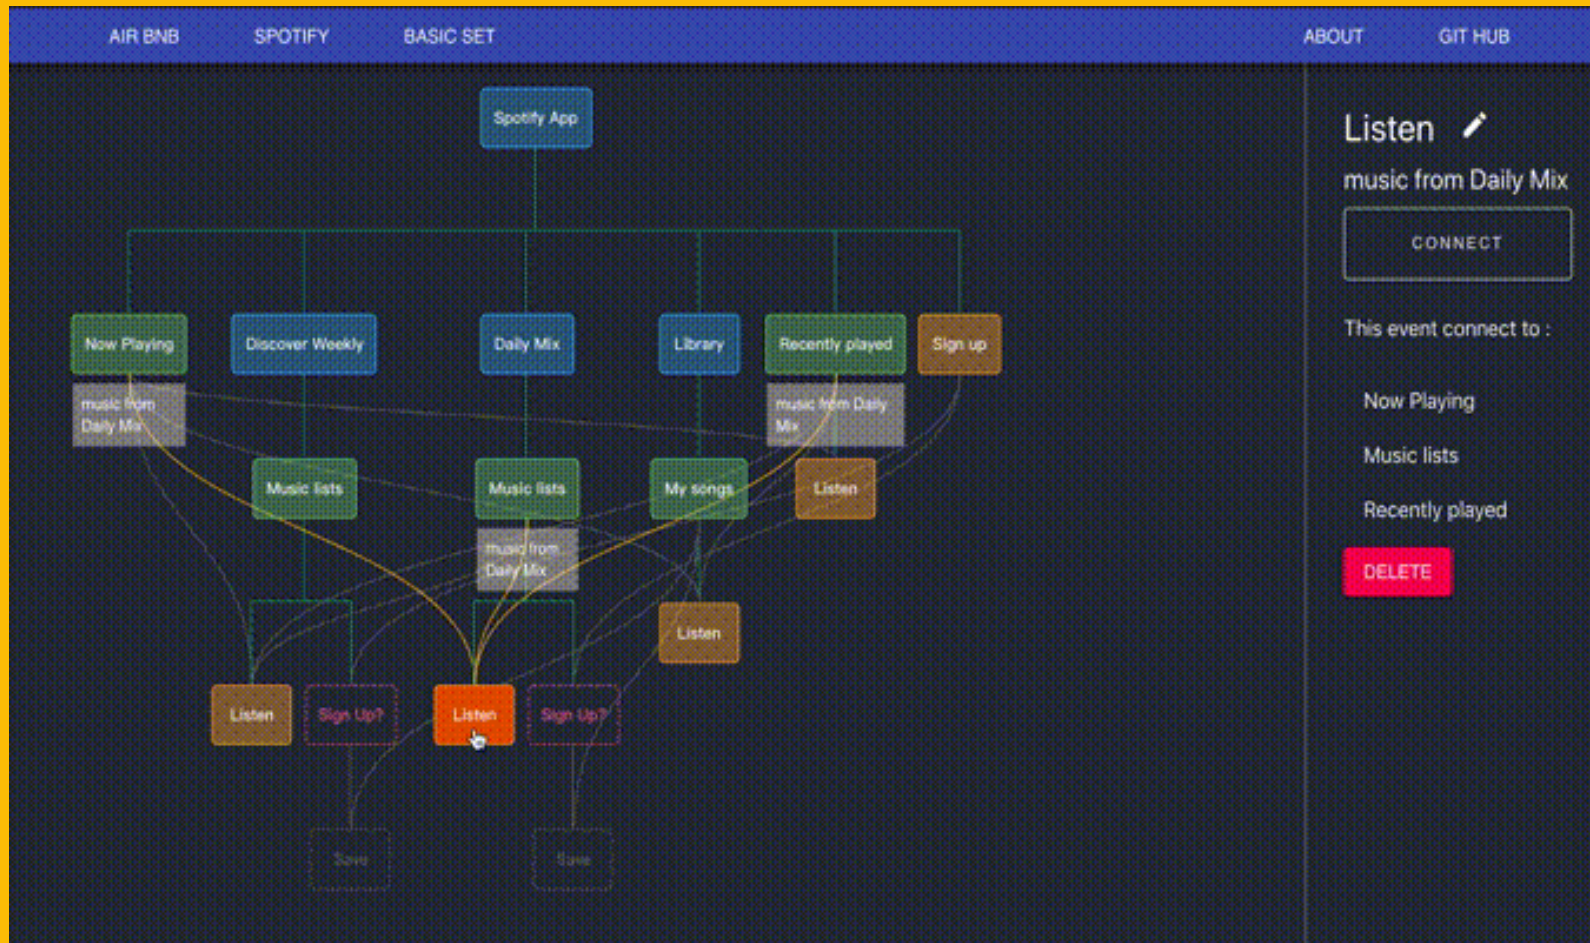 AIR BNB
SPOTIFY
BASIC SET
ABOUT
GIT HUB
Spotify App
Now Playing
Discover Weekly
Daily Mix
Library
Recently played
Sign up
music from
Daily Mix
music from Daily
Mix
Music lists
Music lists
My songs
Listen
music from
Daily Mix
Listen
Listen
Sign Up?
Listen
Sign Up?
Save
Save
Listen
music from Daily Mix
CONNECT
This event connect to :
Now Playing
Music lists
Recently played
DELETE